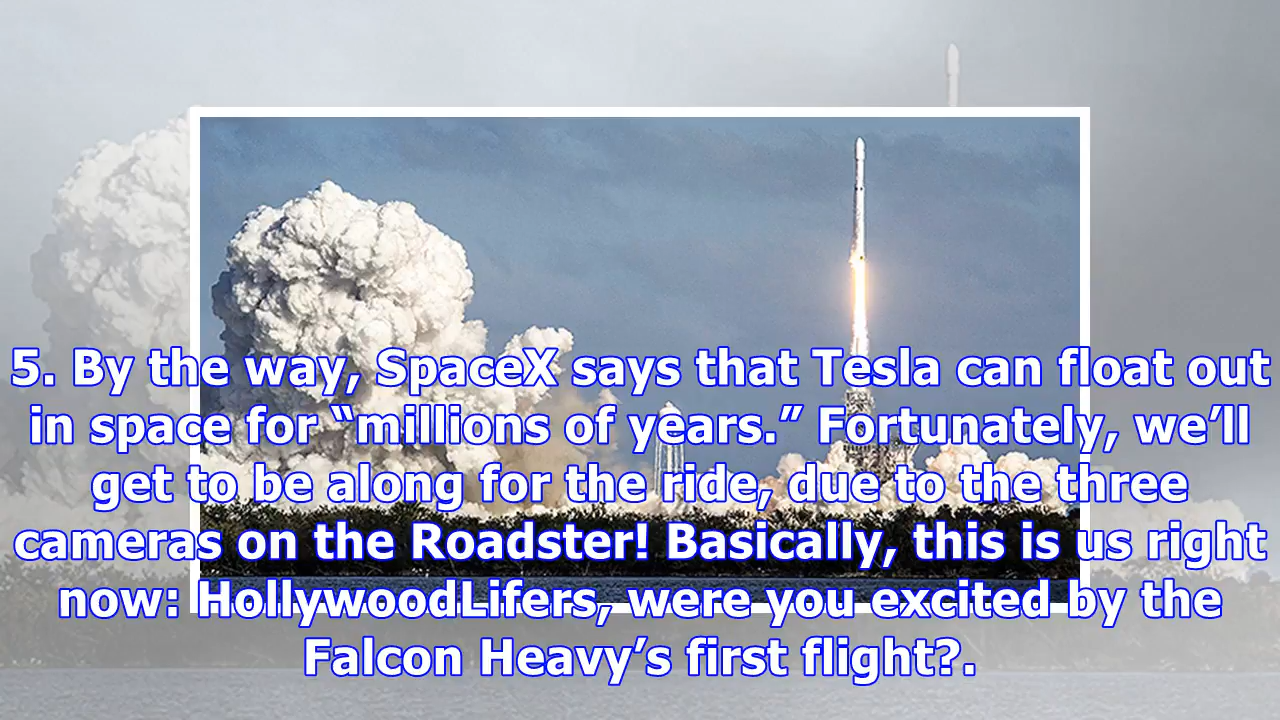 5. By the way, SpaceX says that Tesla can float out
in space for “millions of years.” Fortunately, we’ll
get to be along for the ride, due to the three
cameras on the Roadster! Basically, this is us right
now: HollywoodLifers, were you excited by the
Falcon Heavy’s first flight?.